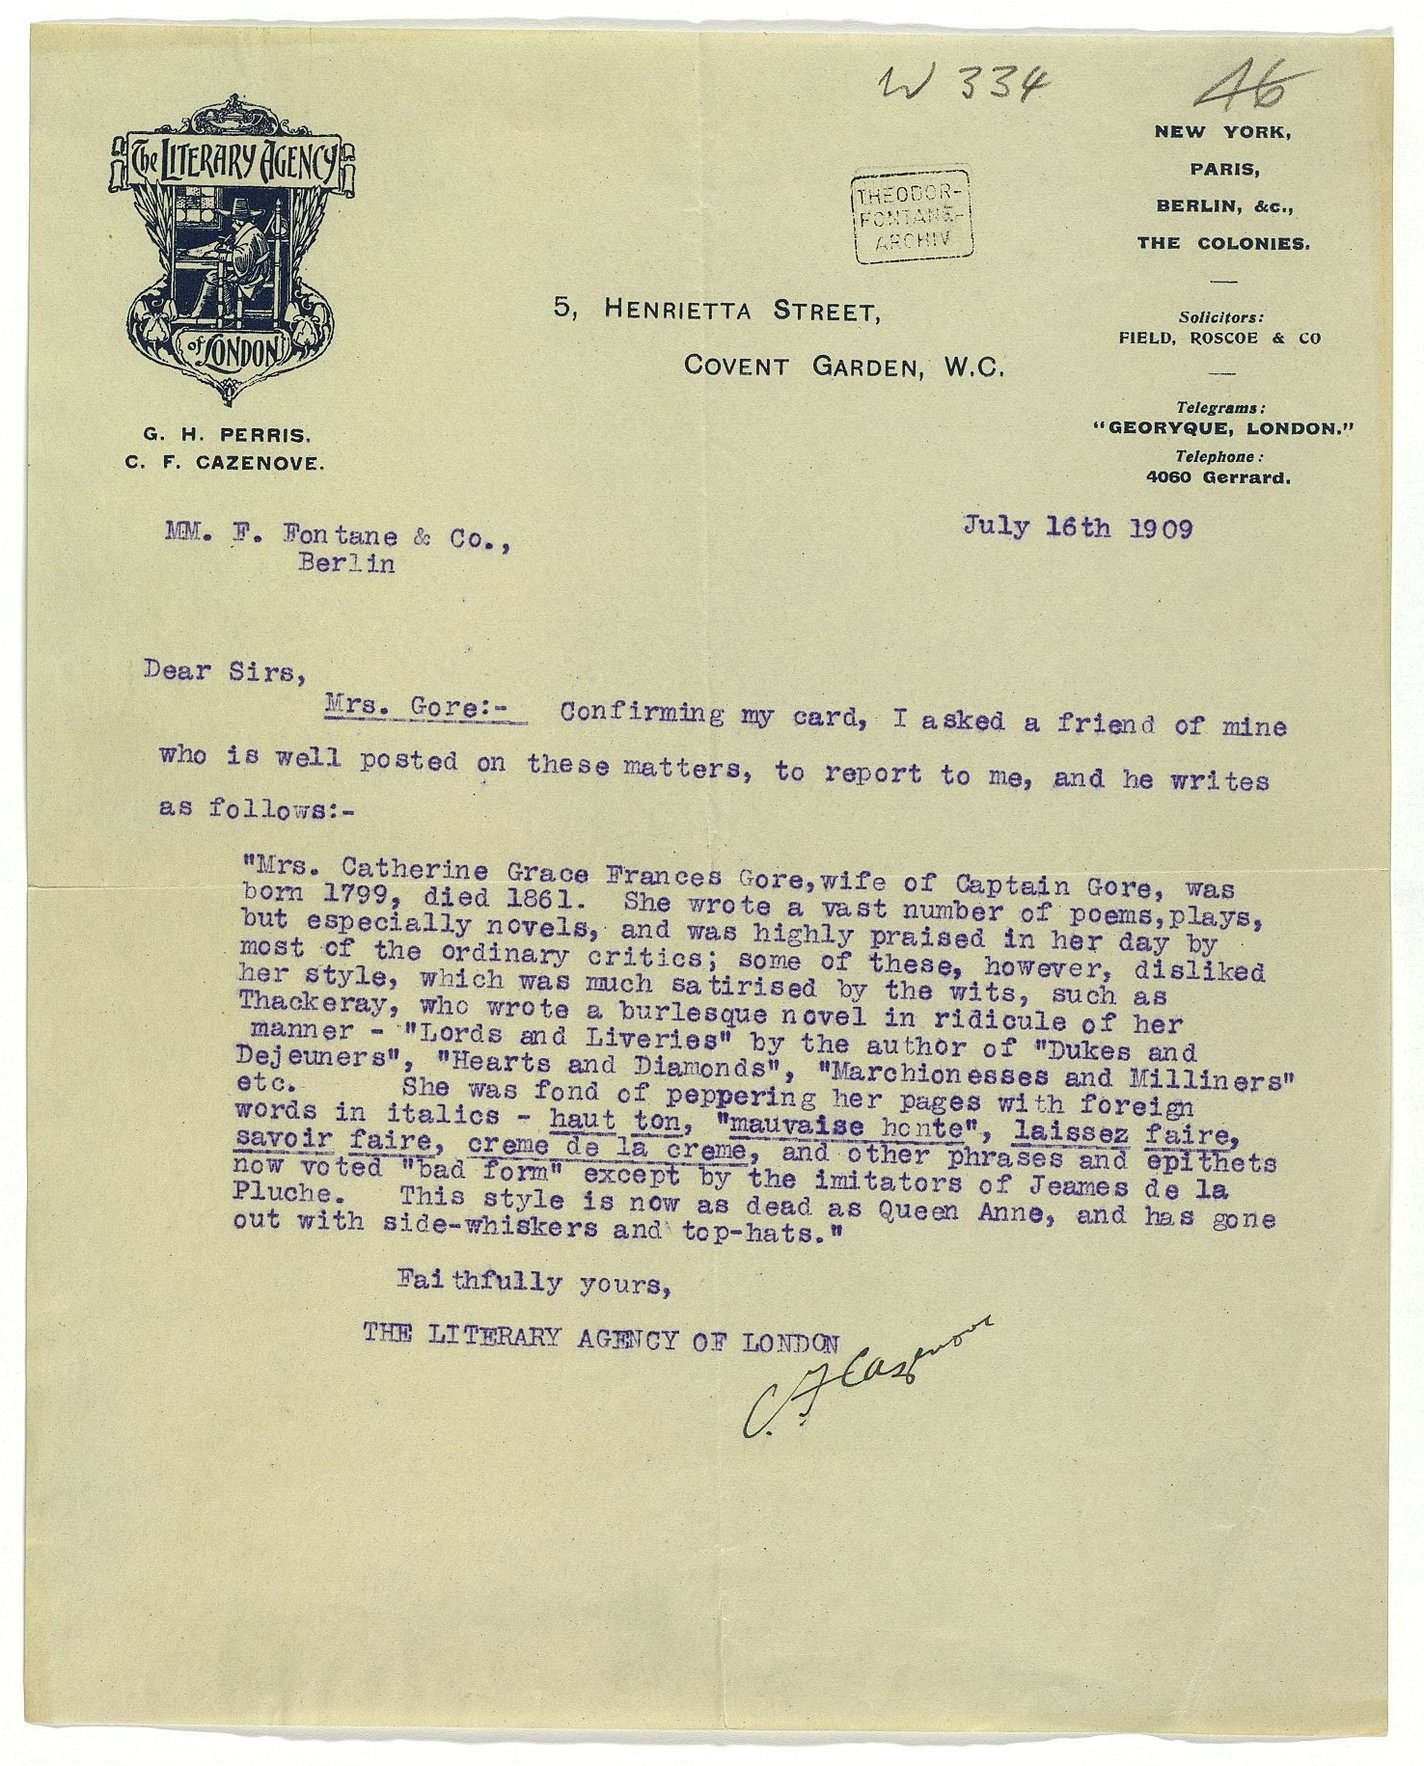 W 334
46
The LITERARY AGENCY
of LONDON
G. H. PERRIS.
C. F. CAZENOVE.
THEODOR-
FONTANE-
ARCHIV
5, HENRIETTA STREET,
COVENT GARDEN, W.C.
NEW YORK,
PARIS,
BERLIN, &c.,
THE COLONIES.
Solicitors:
FIELD, ROSCOE & CO
Telegrams:
"GEORYQUE, LONDON."
Telephone:
4060 Gerrard.
MM. F. Fontane & Co.,
Berlin
July 16th 1909
Dear Sirs,
Mrs. Gore:- Confirming my card, I asked a friend of mine
who is well posted on these matters, to report to me, and he writes
as follows:-
"Mrs. Catherine Grace Frances Gore,wife of Captain Gore, was
born 1799, died 1861. She wrote a vast number of poems,plays,
but especially novels, and was highly praised in her day by
most of the ordinary critics; some of these, however, disliked
her style, which was much satirised by the wits, such as
Thackeray, who wrote a burlesque novel in ridicule of her
manner - "Lords and Liveries" by the author of "Dukes and
Dejeuners", "Hearts and Diamonds", "Marchionesses and Milliners"
etc. She was fond of peppering her pages with foreign
words in italics - haut ton, "mauvaise honte", laissez faire,
savoir faire, creme de la creme, and other phrases and epithets
now voted "bad form" except by the imitators of Jeames de la
Pluche. This style is now as dead as Queen Anne, and has gone
out with side-whiskers and top-hats."
Faithfully yours,
THE LITERARY AGENCY OF LONDON
C. F. Cazenove